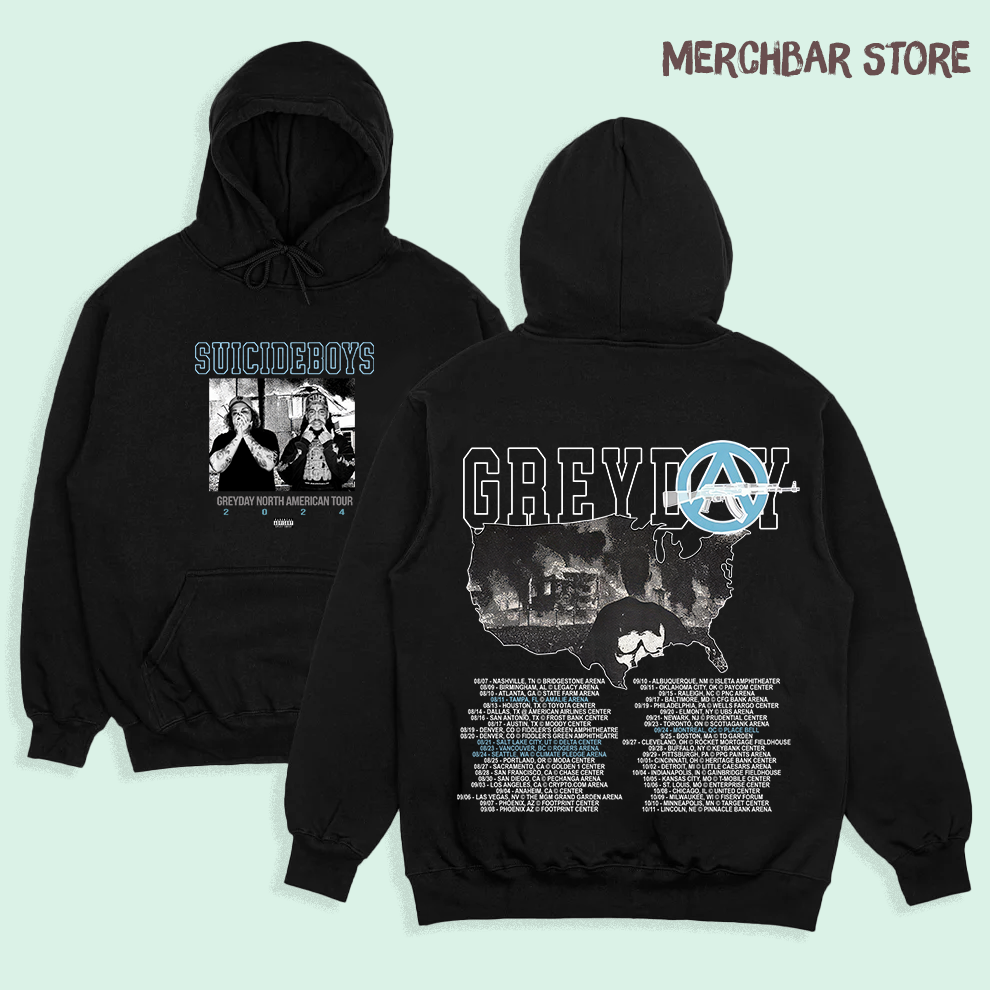 MERCHBAR STORE
SUICIDEBOYS
GREYDAY NORTH AMERICAN TOUR
2 0 2 4
GREYDAY
08/07 - NASHVILLE, TN © BRIDGESTONE ARENA
08/09 - BIRMINGHAM, AL © LEGACY ARENA
08/10 - ATLANTA, GA © STATE FARM ARENA
08/11 - TAMPA, FL © AMALIE ARENA
08/13 - HOUSTON, TX © TOYOTA CENTER
08/14 - DALLAS, TX @ AMERICAN AIRLINES CENTER
08/16 - SAN ANTONIO, TX © FROST BANK CENTER
08/17 - AUSTIN, TX © MOODY CENTER
08/19 - DENVER, CO © FIDDLER'S GREEN AMPHITHEATRE
08/20 - DENVER, CO © FIDDLER'S GREEN AMPHITHEATRE
08/21 - SALT LAKE CITY, UT © DELTA CENTER
08/23 - VANCOUVER, BC © ROGERS ARENA
08/24 - SEATTLE, WA © CLIMATE PLEDGE ARENA
08/25 - PORTLAND, OR © MODA CENTER
08/27 - SACRAMENTO, CA © GOLDEN 1 CENTER
08/28 - SAN FRANCISCO, CA © CHASE CENTER
08/30 - SAN DIEGO, CA © PECHANGA ARENA
09/03 - LOS ANGELES, CA © CRYPTO.COM ARENA
09/04 - ANAHEIM, CA © CENTER
09/06 - LAS VEGAS, NV © THE MGM GRAND GARDEN ARENA
09/07 - PHOENIX, AZ © FOOTPRINT CENTER
09/08 - PHOENIX AZ © FOOTPRINT CENTER
09/10 - ALBUQUERQUE, NM © ISLETA AMPHITHEATER
09/11 - OKLAHOMA CITY, OK © PAYCOM CENTER
09/15 - RALEIGH, NC © PNC ARENA
09/17 - BALTIMORE, MD © CFG BANK ARENA
09/19 - PHILADELPHIA, PA © WELLS FARGO CENTER
09/20 - ELMONT, NY © UBS ARENA
09/21 - NEWARK, NJ © PRUDENTIAL CENTER
09/23 - TORONTO, ON © SCOTIAGANK ARENA
09/24 - MONTREAL, QC © PLACE BELL
9/25 - BOSTON, MA © TD GARDEN
09/27 - CLEVELAND, OH © ROCKET MORTGAGE FIELDHOUSE
09/28 - BUFFALO, NY © KEYBANK CENTER
09/29 - PITTSBURGH, PA © PPG PAINTS ARENA
10/01- CINCINNATI, OH © HERITAGE BANK CENTER
10/02 - DETROIT, MI © LITTLE CAESARS ARENA
10/04 - INDIANAPOLIS, IN © GAINBRIDGE FIELDHOUSE
10/05 - KANSAS CITY, MO © T-MOBILE CENTER
10/06 - ST. LOUIS, MO © ENTERPRISE CENTER
10/08 - CHICAGO, IL © UNITED CENTER
10/09 - MILWAUKEE, WI © FISERV FORUM
10/10 - MINNEAPOLIS, MN © TARGET CENTER
10/11 - LINCOLN, NE © PINNACLE BANK ARENA